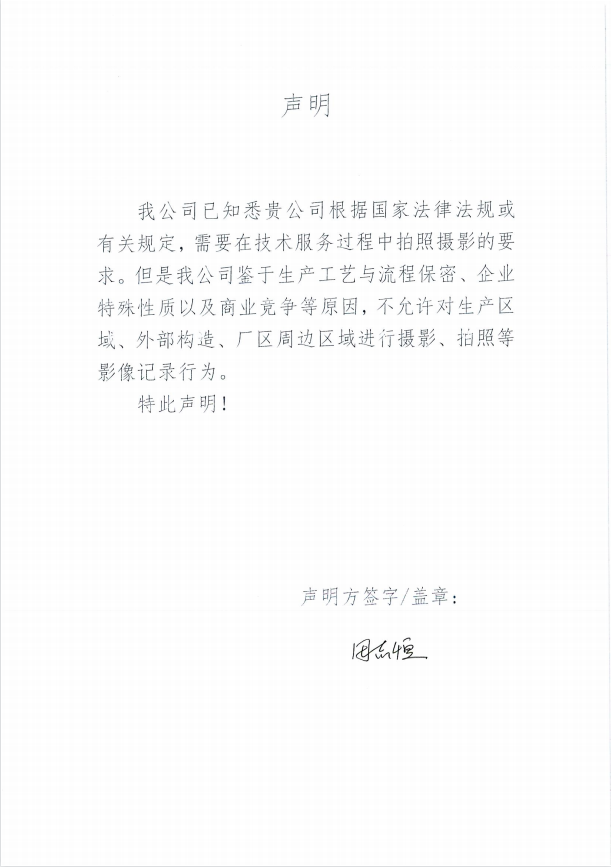 声明
我公司已知悉贵公司根据国家法律法规或
有关规定，需要在技术服务过程中拍照摄影的要
求。但是我公司鉴于生产工艺与流程保密、企业
特殊性质以及商业竞争等原因，不允许对生产区
域、外部构造、厂区周边区域进行摄影、拍照等
影像记录行为。
特此声明！
声明方签字/盖章：